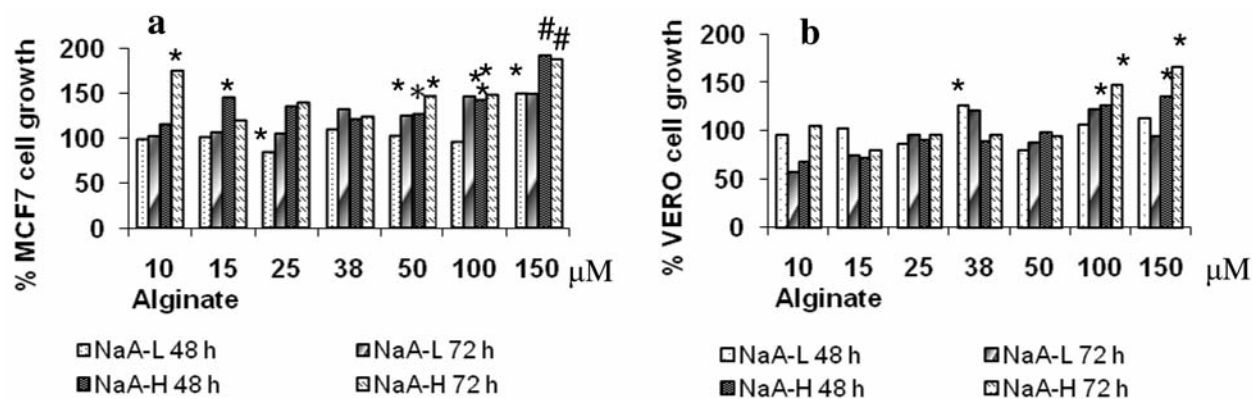 a
% MCF7 cell growth
200
150
100
50
0
* * * * * * * * * # #
10 15 25 38 50 100 150 μM
Alginate
NaA-L 48 h NaA-L 72 h
NaA-H 48 h NaA-H 72 h
b
% VERO cell growth
200
150
100
50
0
* * * * *
10 15 25 38 50 100 150 μM
Alginate
NaA-L 48 h NaA-L 72 h
NaA-H 48 h NaA-H 72 h